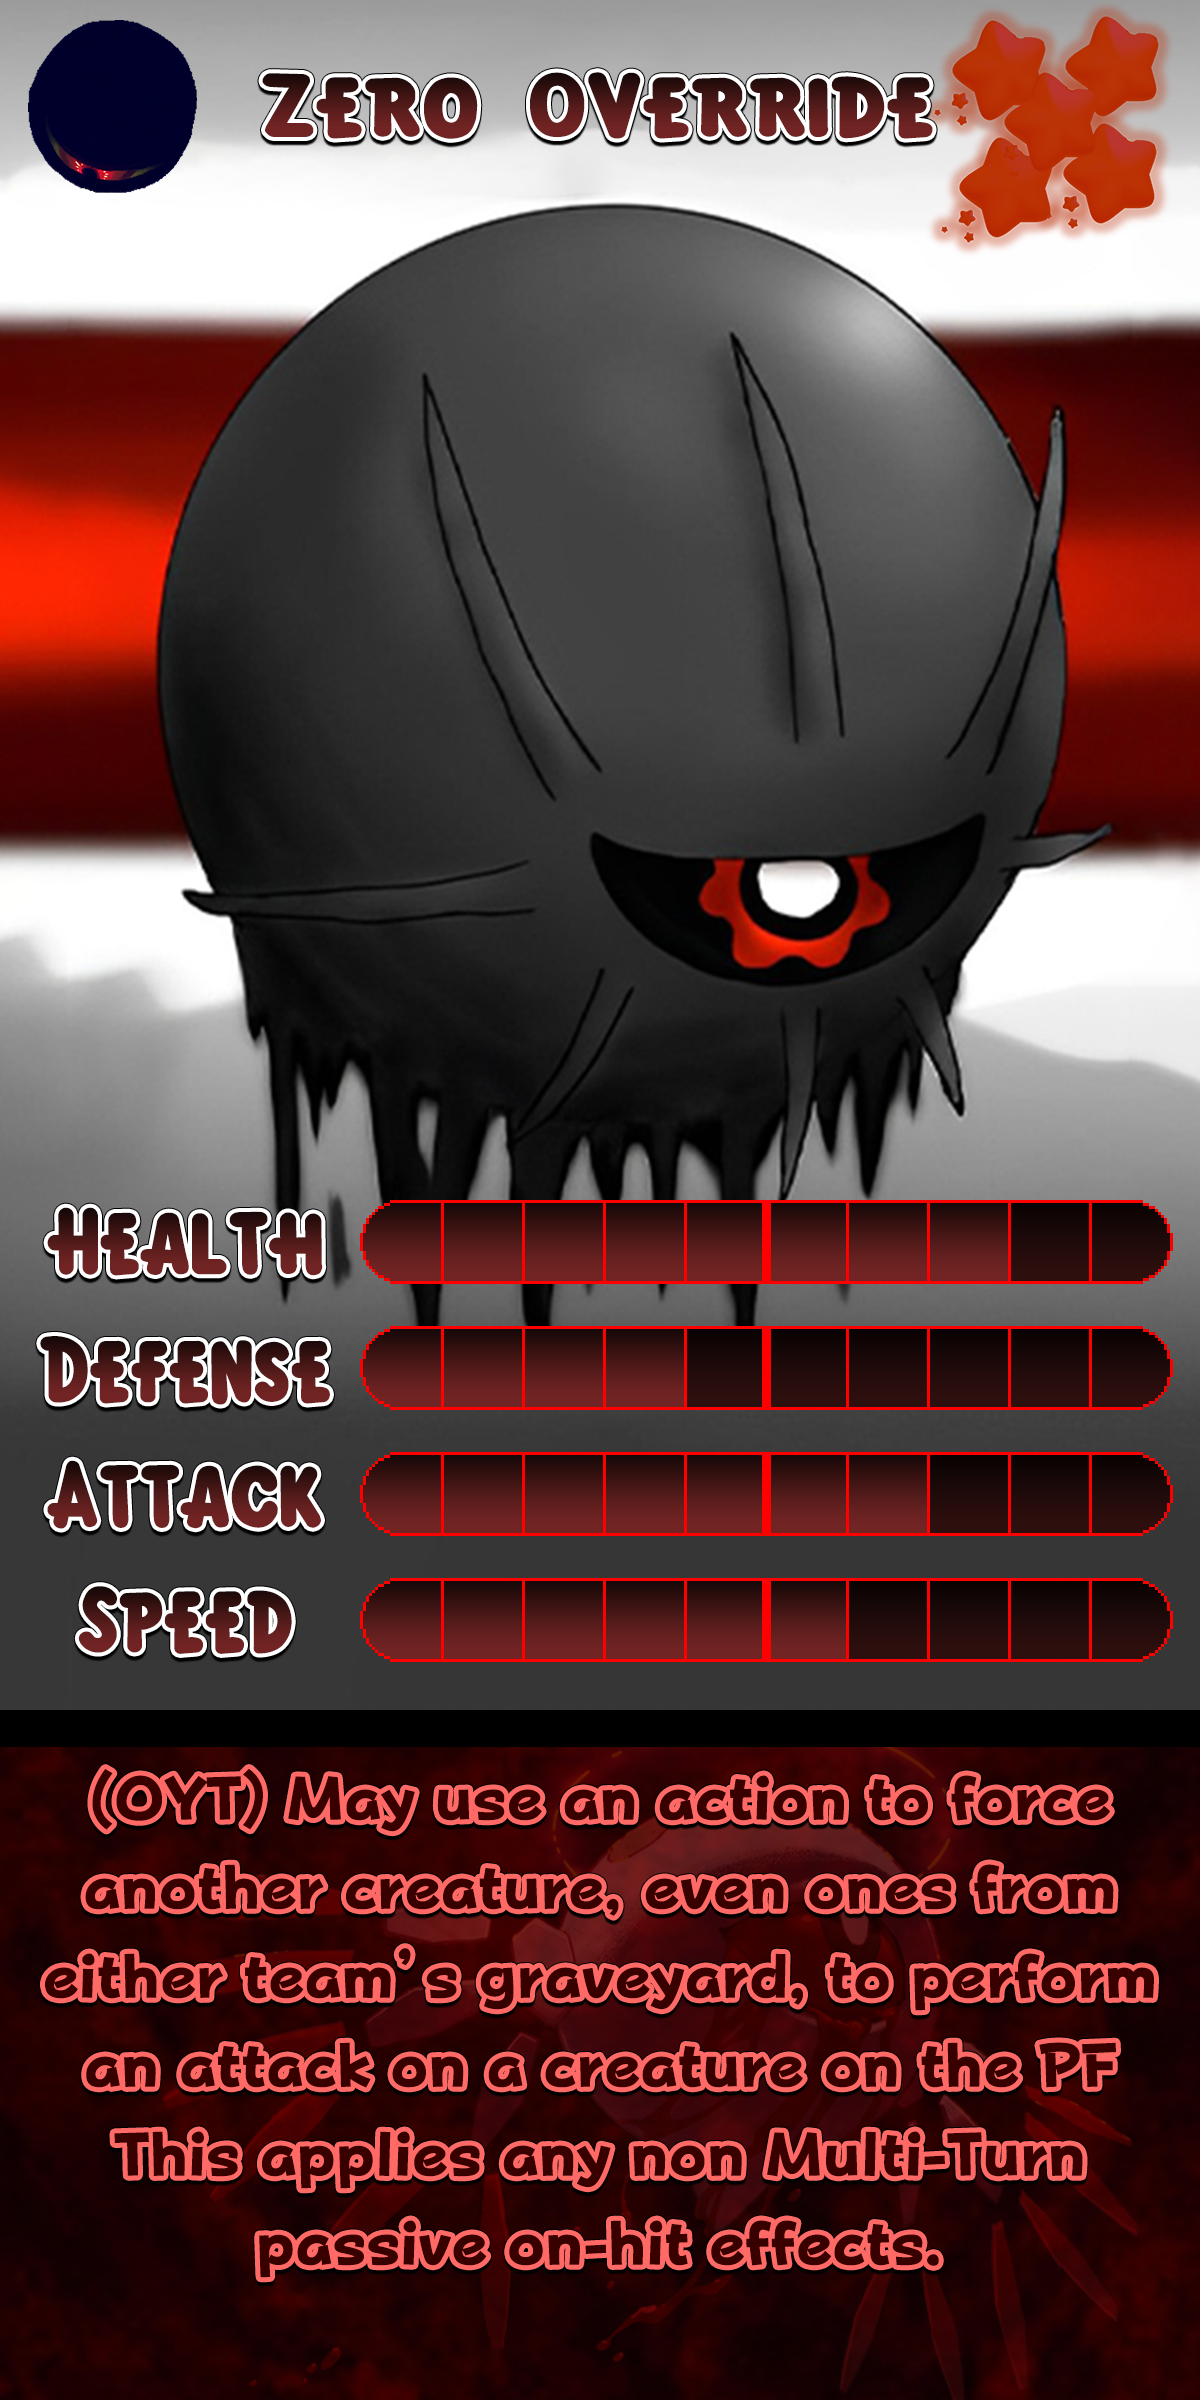 Zero Override
Health
Defense
Attack
Speed
(OYT) May use an action to force
another creature, even ones from
either team's graveyard, to perform
an attack on a creature on the PF
This applies any non Multi-Turn
passive on-hit effects.